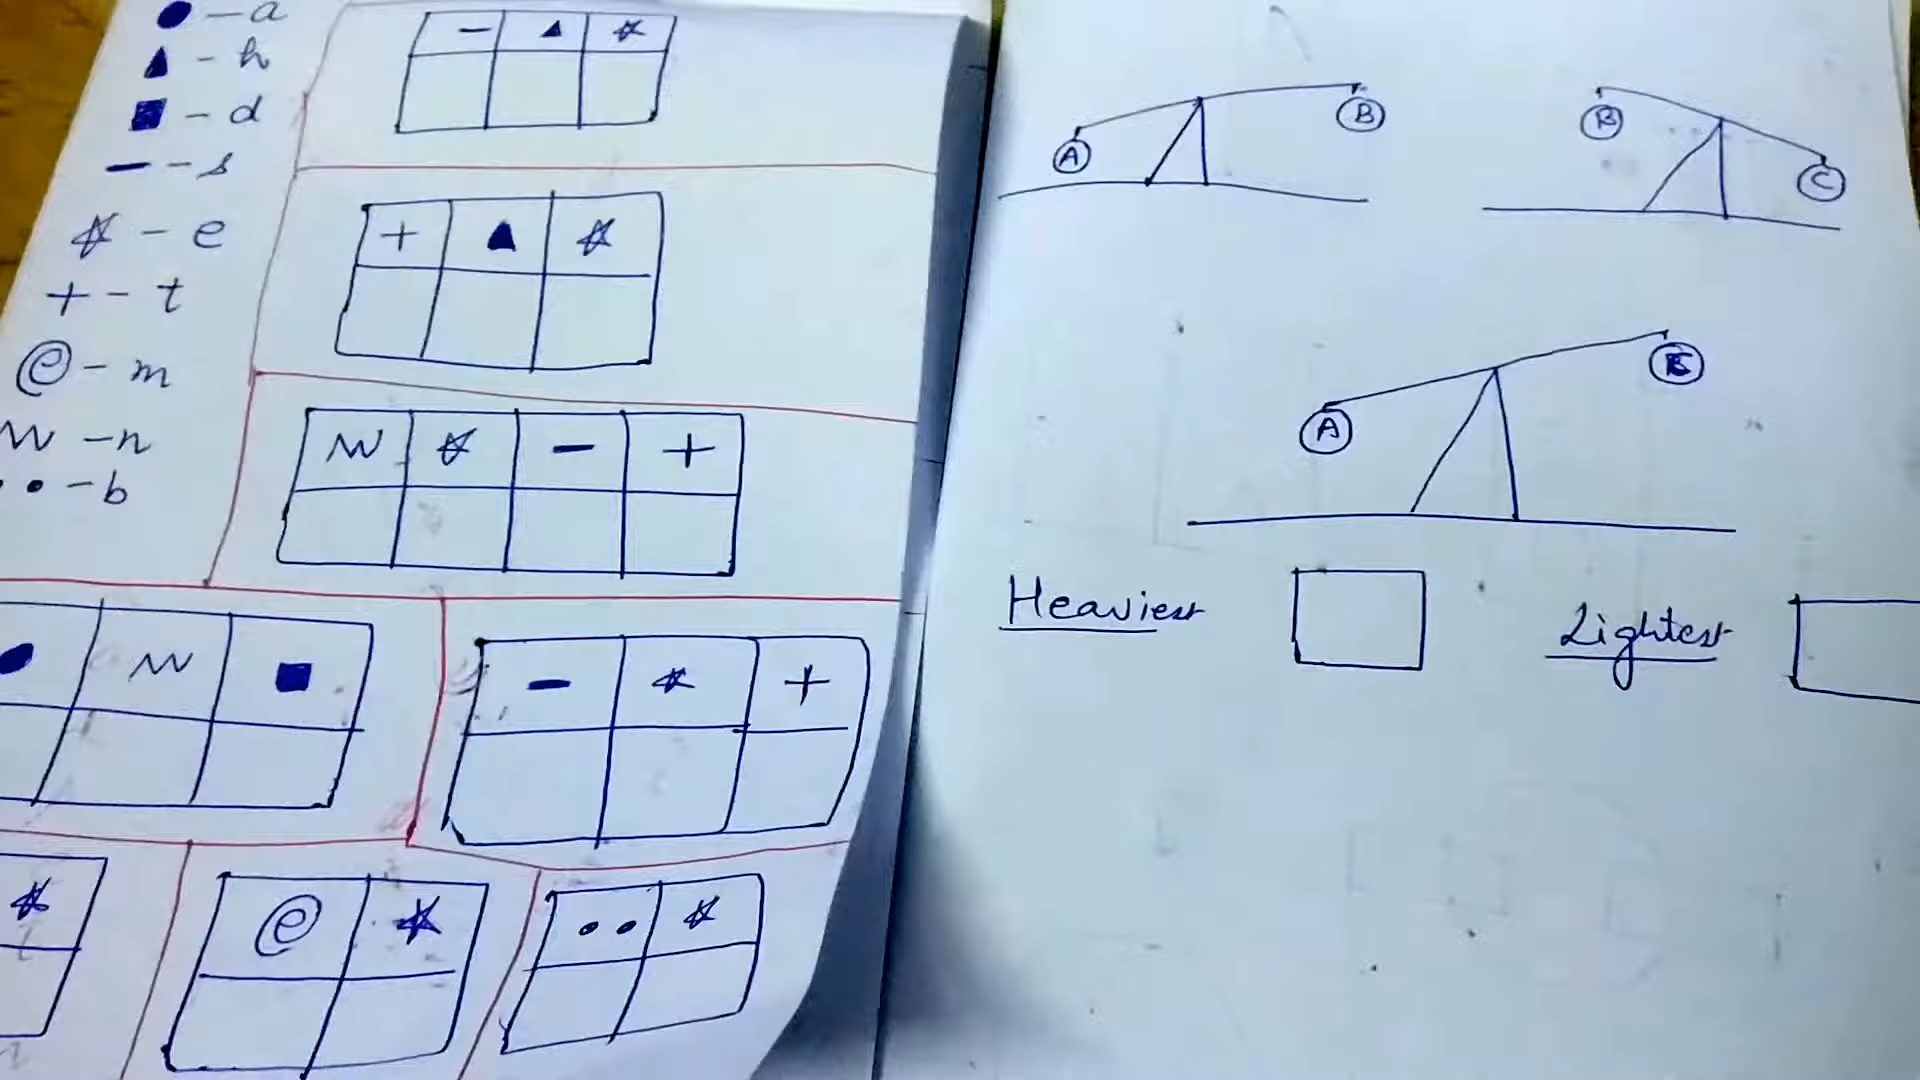 ● - a
▲ - h
■ - d
— - s
☆ - e
+ - t
@ - m
- n
•• - b
— ▲ ☆
+ ▲ ☆
☆ — +
● ■
— ☆ +
☆
@ ☆
•• ☆
A B
B C
A
Heaviest
Lightest